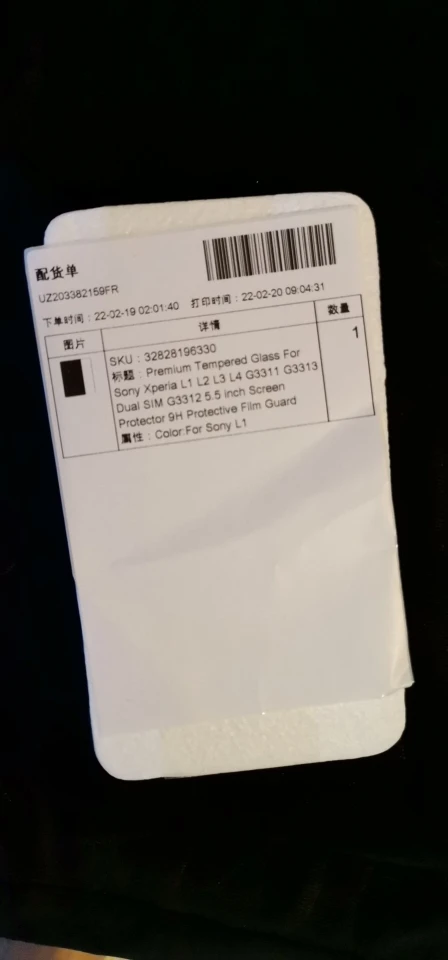 配货单
UZ203382159FR
下单时间：22-02-19 02:01:40 打印时间：22-02-20 09:04:31
图片 详情 数量
SKU：32828196330 1
标题：Premium Tempered Glass For
Sony Xperia L1 L2 L3 L4 G3311 G3313
Dual SIM G3312 5.5 inch Screen
Protector 9H Protective Film Guard
属性：Color:For Sony L1